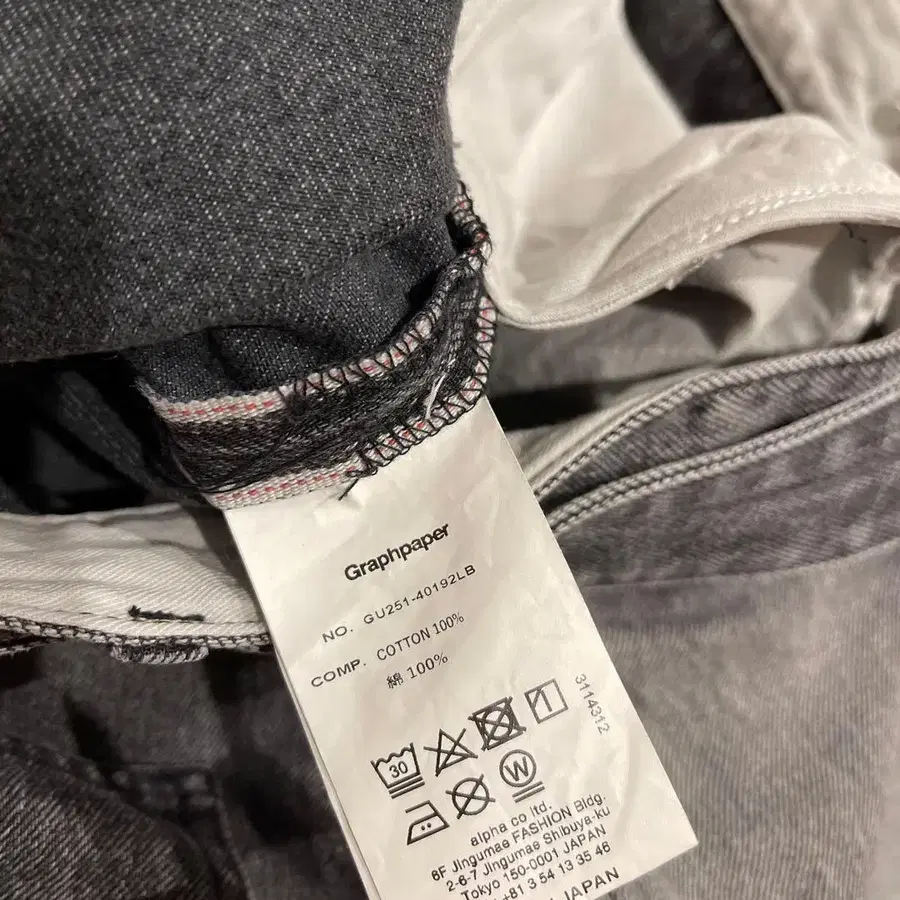 Graphpaper
NO. GU251-40192LB
COMP. COTTON 100%
綿 100%
3114312
30
W
alpha co ltd.
6F Jingumae FASHION Bldg.
2-6-7 Jingumae Shibuya-ku
Tokyo 150-0001 JAPAN
+81 3 54 13 35 46
JAPAN